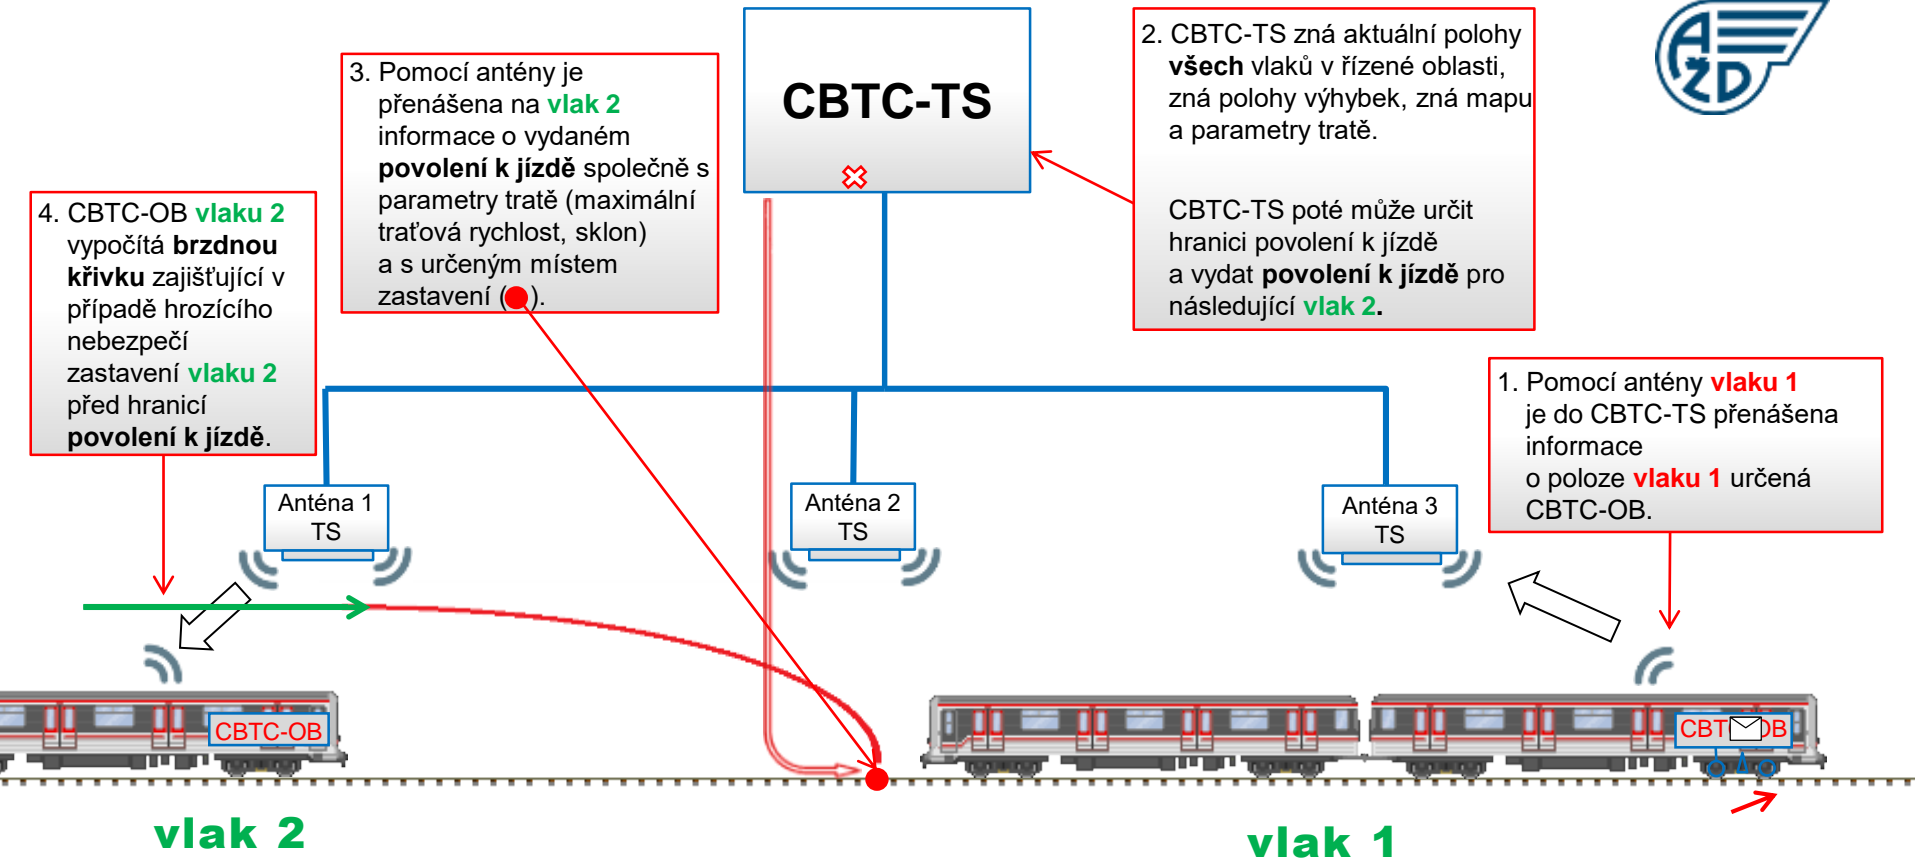 CBTC-TS
AŽD
1. Pomocí antény vlaku 1
je do CBTC-TS přenášena
informace
o poloze vlaku 1 určená
CBTC-OB.
2. CBTC-TS zná aktuální polohy
všech vlaků v řízené oblasti,
zná polohy výhybek, zná mapu
a parametry tratě.
CBTC-TS poté může určit
hranici povolení k jízdě
a vydat povolení k jízdě pro
následující vlak 2.
3. Pomocí antény je
přenášena na vlak 2
informace o vydaném
povolení k jízdě společně s
parametry tratě (maximální
traťová rychlost, sklon)
a s určeným místem
zastavení ( ).
4. CBTC-OB vlaku 2
vypočítá brzdnou
křivku zajišťující v
případě hrozícího
nebezpečí
zastavení vlaku 2
před hranicí
povolení k jízdě.
Anténa 1
TS
Anténa 2
TS
Anténa 3
TS
CBTC-OB
CBT OB
vlak 2
vlak 1